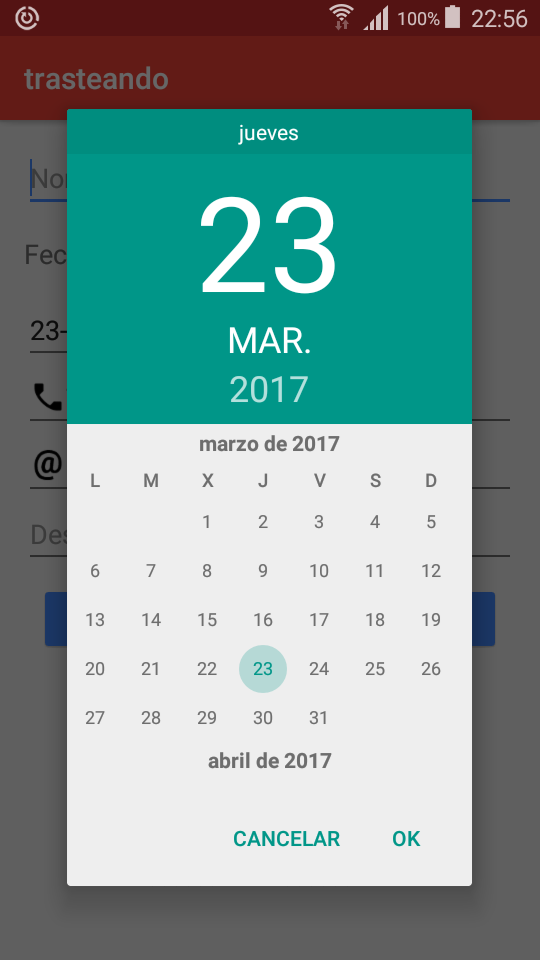 100% 22:56
trasteando
jueves
23
MAR.
2017
marzo de 2017
L M X J V S D
1 2 3 4 5
6 7 8 9 10 11 12
13 14 15 16 17 18 19
20 21 22 23 24 25 26
27 28 29 30 31
abril de 2017
CANCELAR OK
Fec
23-
@
Des